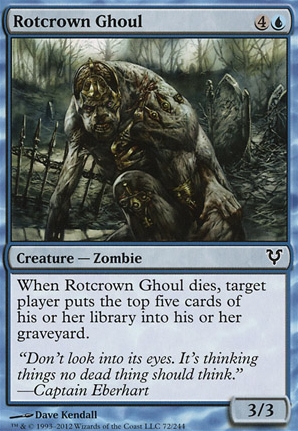 Rotcrown Ghoul 4
Creature — Zombie
When Rotcrown Ghoul dies, target
player puts the top five cards of
his or her library into his or her
graveyard.
“Don’t look into its eyes. It’s thinking
things no dead thing should think.”
—Captain Eberhart
3/3
Dave Kendall
™ & © 1993–2012 Wizards of the Coast LLC 72/244